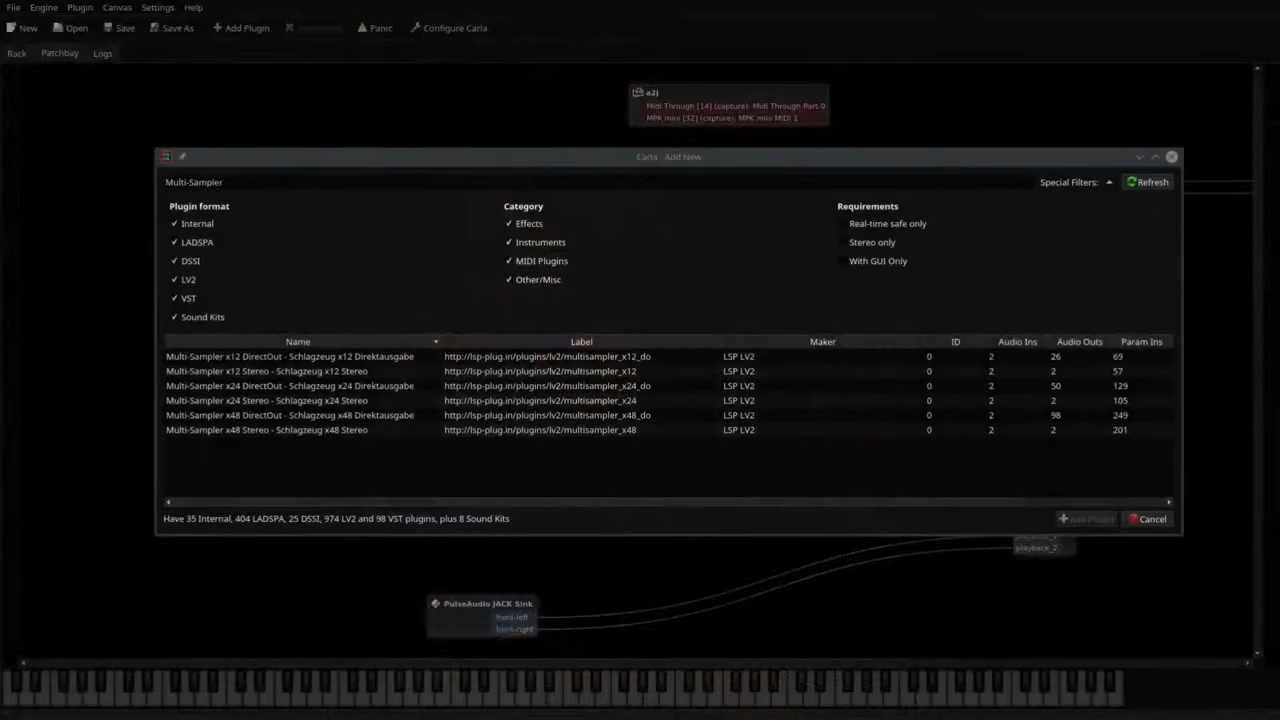 File Engine Plugin Canvas Settings Help
New Open Save Save As Add Plugin Panic Configure Carla
Rack Patchbay Logs
a2j
Midi Through [14] (capture): Midi Through Port-0
MPK mini [32] (capture): MPK mini MIDI 1
Carla - Add New
Multi-Sampler Special Filters: Refresh
Plugin format Category Requirements
✓ Internal ✓ Effects Real-time safe only
✓ LADSPA ✓ Instruments Stereo only
✓ DSSI ✓ MIDI Plugins With GUI Only
✓ LV2 ✓ Other/Misc
✓ VST
✓ Sound Kits
Name Label Maker ID Audio Ins Audio Outs Param Ins
Multi-Sampler x12 DirectOut - Schlagzeug x12 Direktausgabe http://lsp-plug.in/plugins/lv2/multisampler_x12_do LSP LV2 0 2 26 69
Multi-Sampler x12 Stereo - Schlagzeug x12 Stereo http://lsp-plug.in/plugins/lv2/multisampler_x12 LSP LV2 0 2 2 57
Multi-Sampler x24 DirectOut - Schlagzeug x24 Direktausgabe http://lsp-plug.in/plugins/lv2/multisampler_x24_do LSP LV2 0 2 50 129
Multi-Sampler x24 Stereo - Schlagzeug x24 Stereo http://lsp-plug.in/plugins/lv2/multisampler_x24 LSP LV2 0 2 2 105
Multi-Sampler x48 DirectOut - Schlagzeug x48 Direktausgabe http://lsp-plug.in/plugins/lv2/multisampler_x48_do LSP LV2 0 2 98 249
Multi-Sampler x48 Stereo - Schlagzeug x48 Stereo http://lsp-plug.in/plugins/lv2/multisampler_x48 LSP LV2 0 2 2 201
Have 35 Internal, 404 LADSPA, 25 DSSI, 974 LV2 and 98 VST plugins, plus 8 Sound Kits Add Plugin Cancel
playback_2
PulseAudio JACK Sink
front-left
front-right